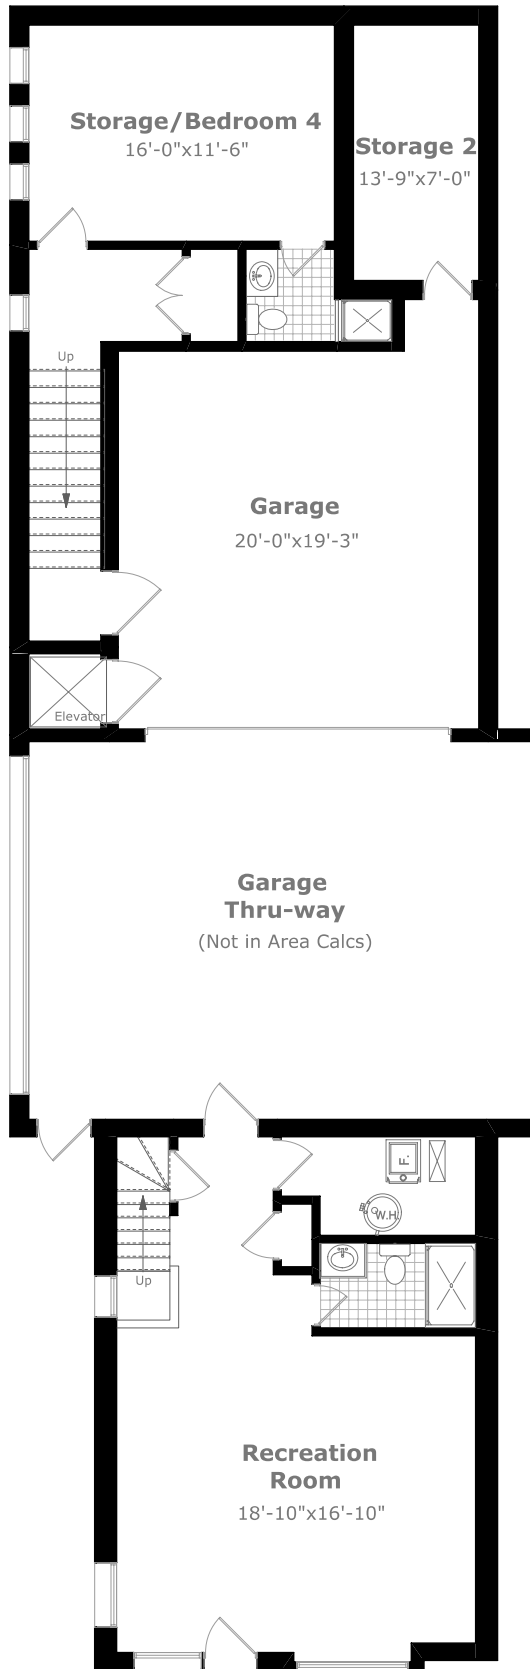 Storage/Bedroom 4
16'-0"x11'-6"
Storage 2
13'-9"x7'-0"
Up
Garage
20'-0"x19'-3"
Elevator
Garage
Thru-way
(Not in Area Calcs)
F.
W.H.
Up
Recreation
Room
18'-10"x16'-10"